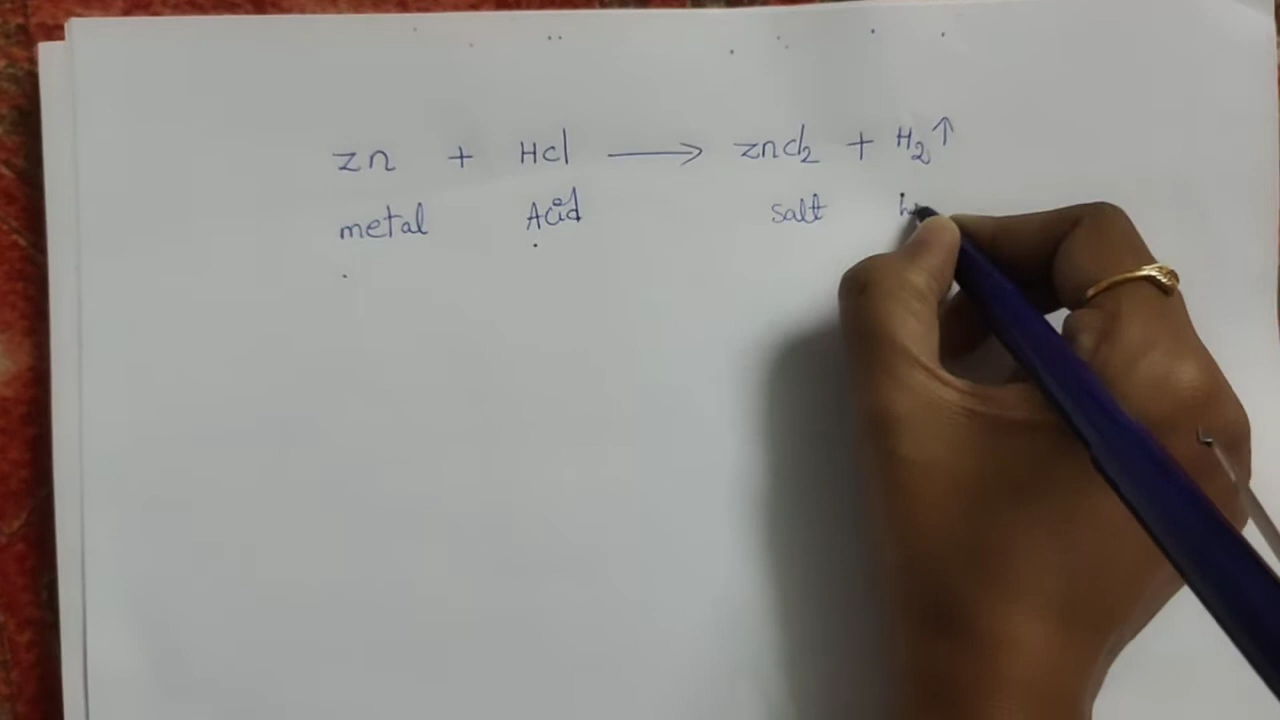 zn + Hcl → zncl₂ + H₂↑
metal Acid salt